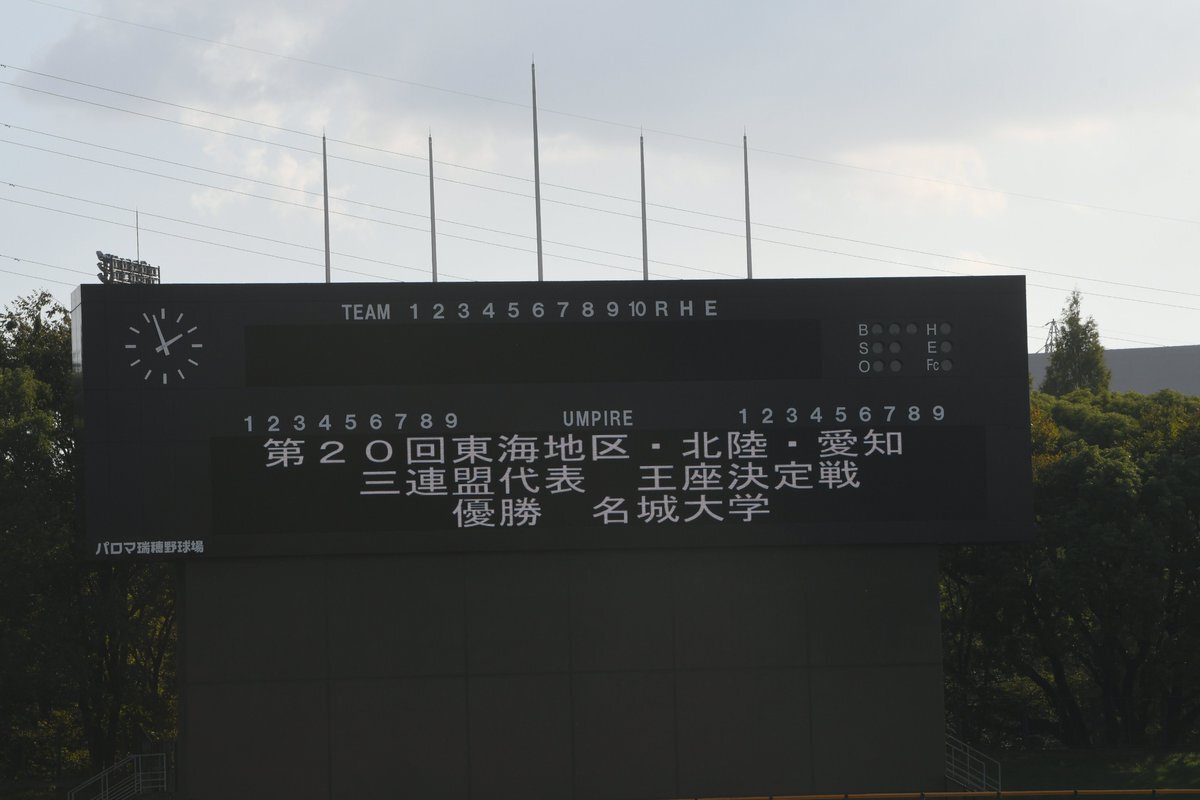 TEAM 1 2 3 4 5 6 7 8 9 10 R H E
B H
S E
O Fc
1 2 3 4 5 6 7 8 9 UMPIRE 1 2 3 4 5 6 7 8 9
第２０回東海地区・北陸・愛知
三連盟代表　王座決定戦
優勝　名城大学
パロマ瑞穂野球場